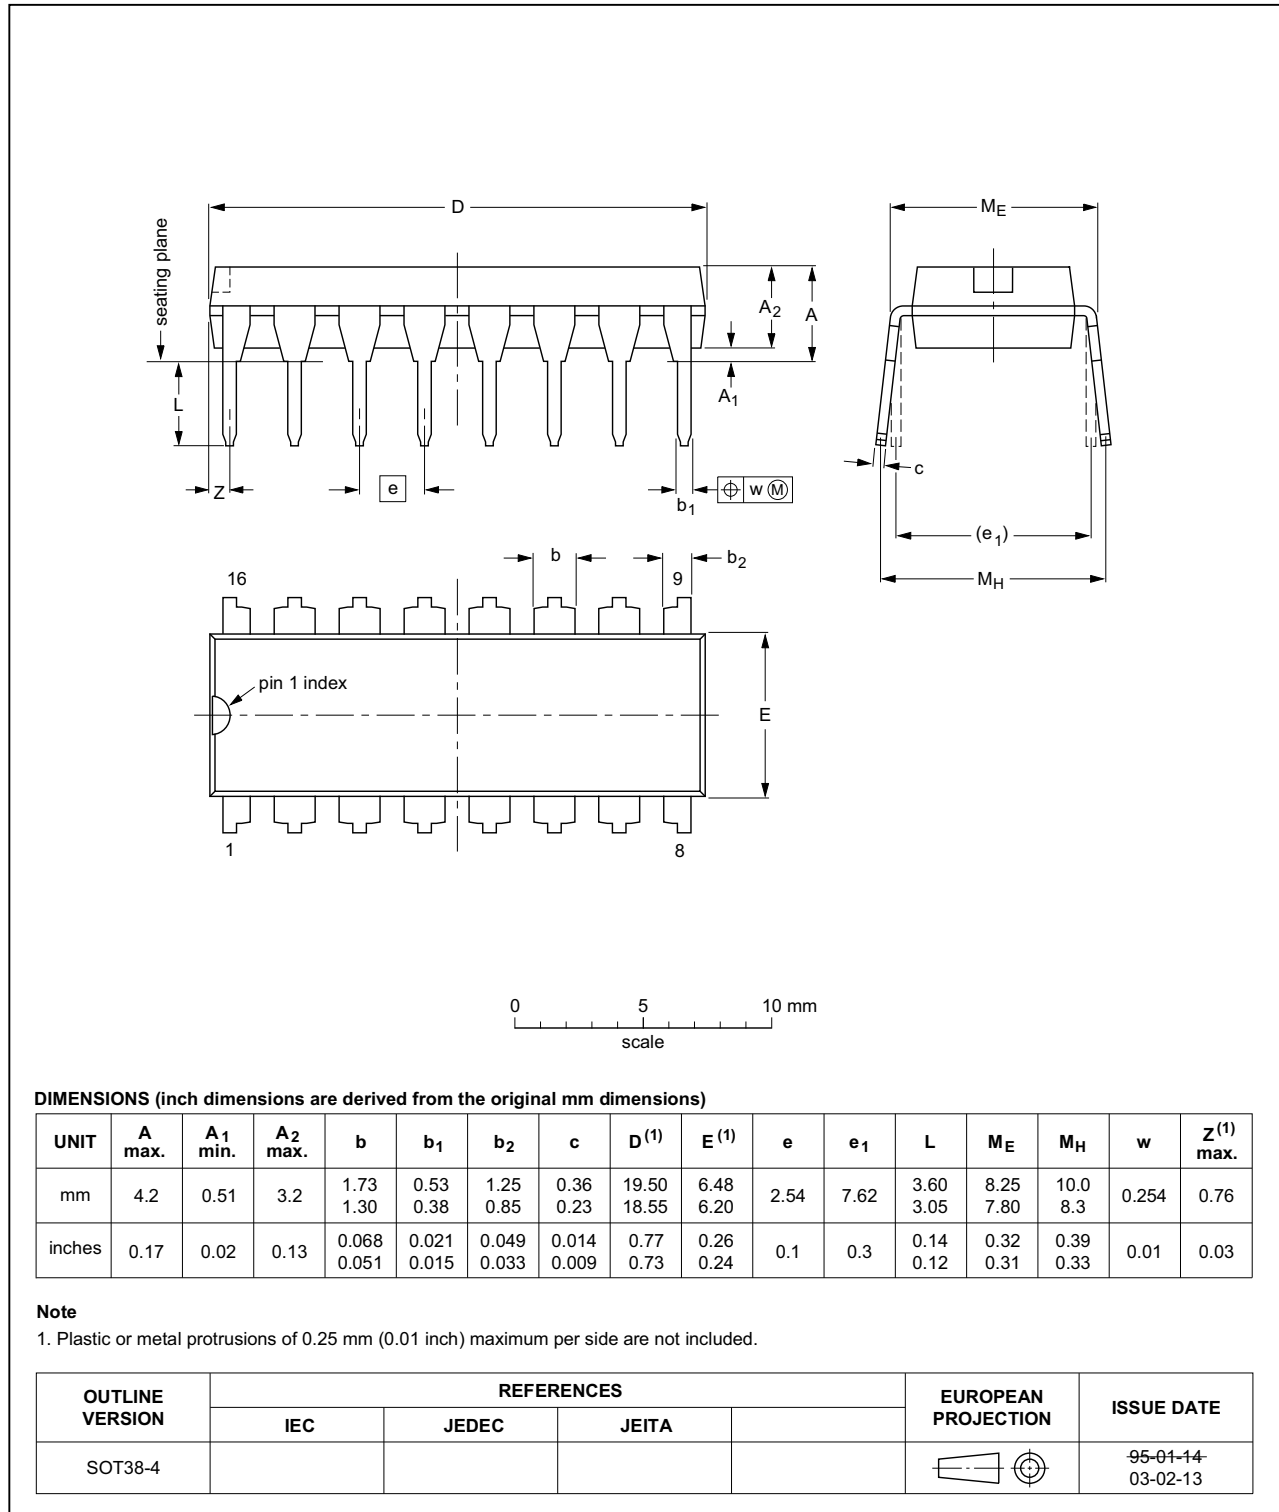 D
ME
seating plane
A2
A
A1
L
Z
e
b1
w M
c
(e1)
MH
b
b2
16
9
pin 1 index
E
1
8
0 5 10 mm
scale
DIMENSIONS (inch dimensions are derived from the original mm dimensions)
UNIT A max. A1 min. A2 max. b b1 b2 c D(1) E(1) e e1 L ME MH w Z(1) max.
mm 4.2 0.51 3.2 1.73 1.30 0.53 0.38 1.25 0.85 0.36 0.23 19.50 18.55 6.48 6.20 2.54 7.62 3.60 3.05 8.25 7.80 10.0 8.3 0.254 0.76
inches 0.17 0.02 0.13 0.068 0.051 0.021 0.015 0.049 0.033 0.014 0.009 0.77 0.73 0.26 0.24 0.1 0.3 0.14 0.12 0.32 0.31 0.39 0.33 0.01 0.03
Note
1. Plastic or metal protrusions of 0.25 mm (0.01 inch) maximum per side are not included.
OUTLINE VERSION REFERENCES EUROPEAN PROJECTION ISSUE DATE
IEC JEDEC JEITA
SOT38-4 95-01-14
03-02-13